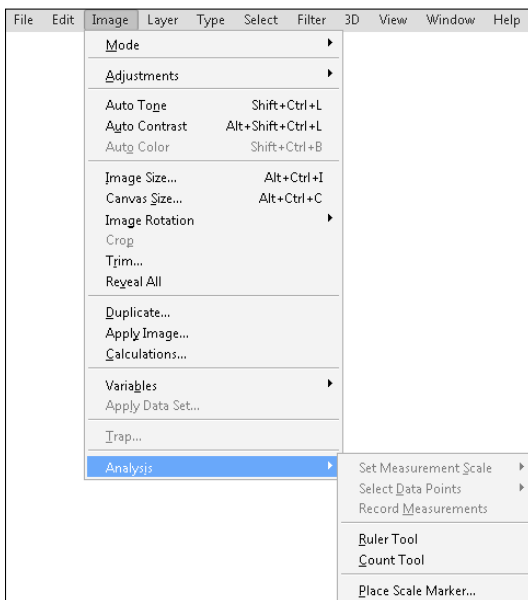 File Edit Image Layer Type Select Filter 3D View Window Help
Mode
Adjustments
Auto Tone Shift+Ctrl+L
Auto Contrast Alt+Shift+Ctrl+L
Auto Color Shift+Ctrl+B
Image Size... Alt+Ctrl+I
Canvas Size... Alt+Ctrl+C
Image Rotation
Crop
Trim...
Reveal All
Duplicate...
Apply Image...
Calculations...
Variables
Apply Data Set...
Trap...
Analysis
Set Measurement Scale
Select Data Points
Record Measurements
Ruler Tool
Count Tool
Place Scale Marker...